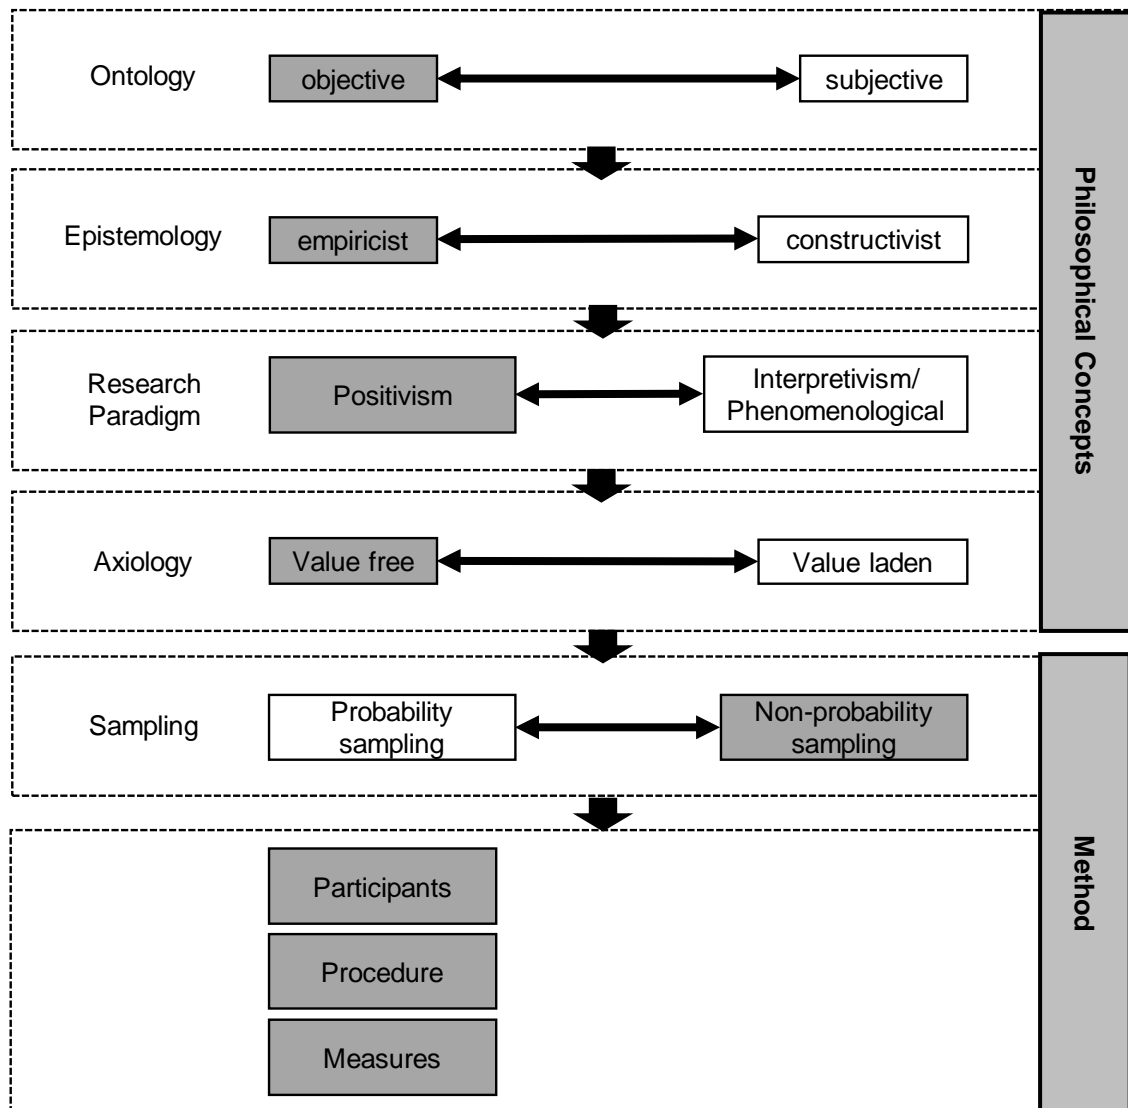 Ontology
objective
subjective
Epistemology
empiricist
constructivist
Research
Paradigm
Positivism
Interpretivism/
Phenomenological
Axiology
Value free
Value laden
Philosophical Concepts
Sampling
Probability
sampling
Non-probability
sampling
Participants
Procedure
Measures
Method